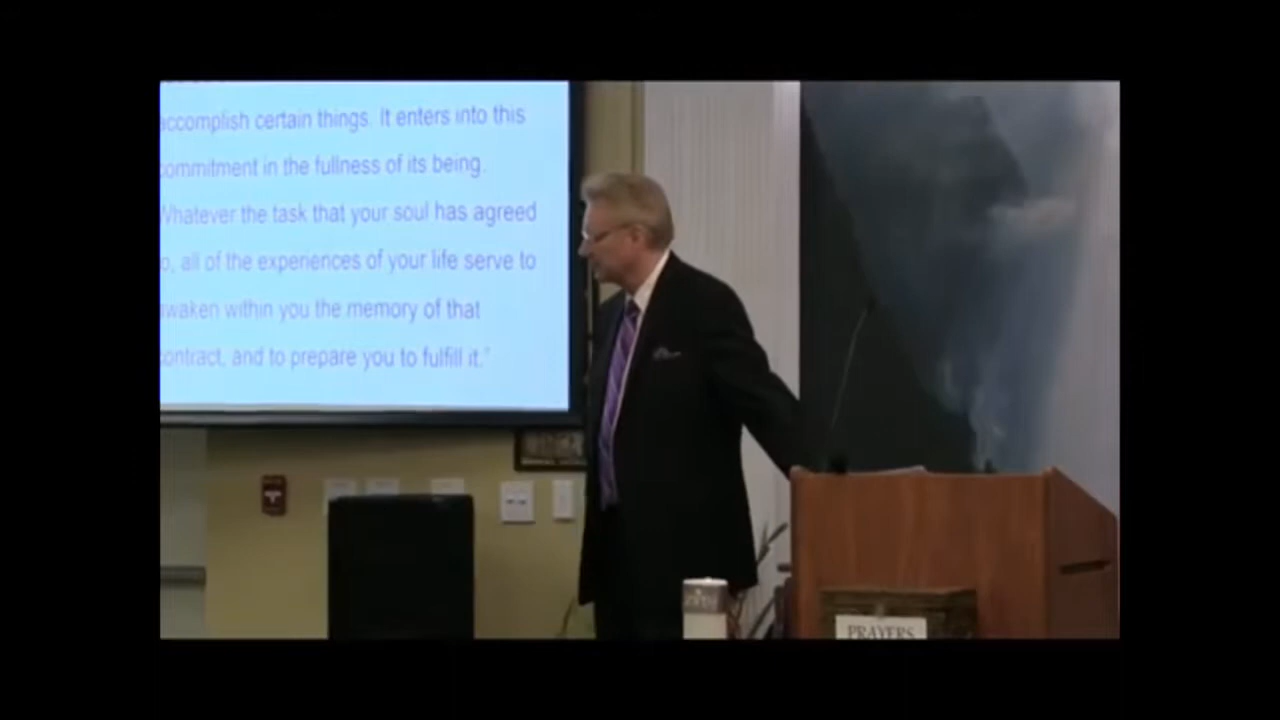 accomplish certain things. It enters into this
commitment in the fullness of its being.
Whatever the task that your soul has agreed
o, all of the experiences of your life serve to
awaken within you the memory of that
contract, and to prepare you to fulfill it."
PRAYERS